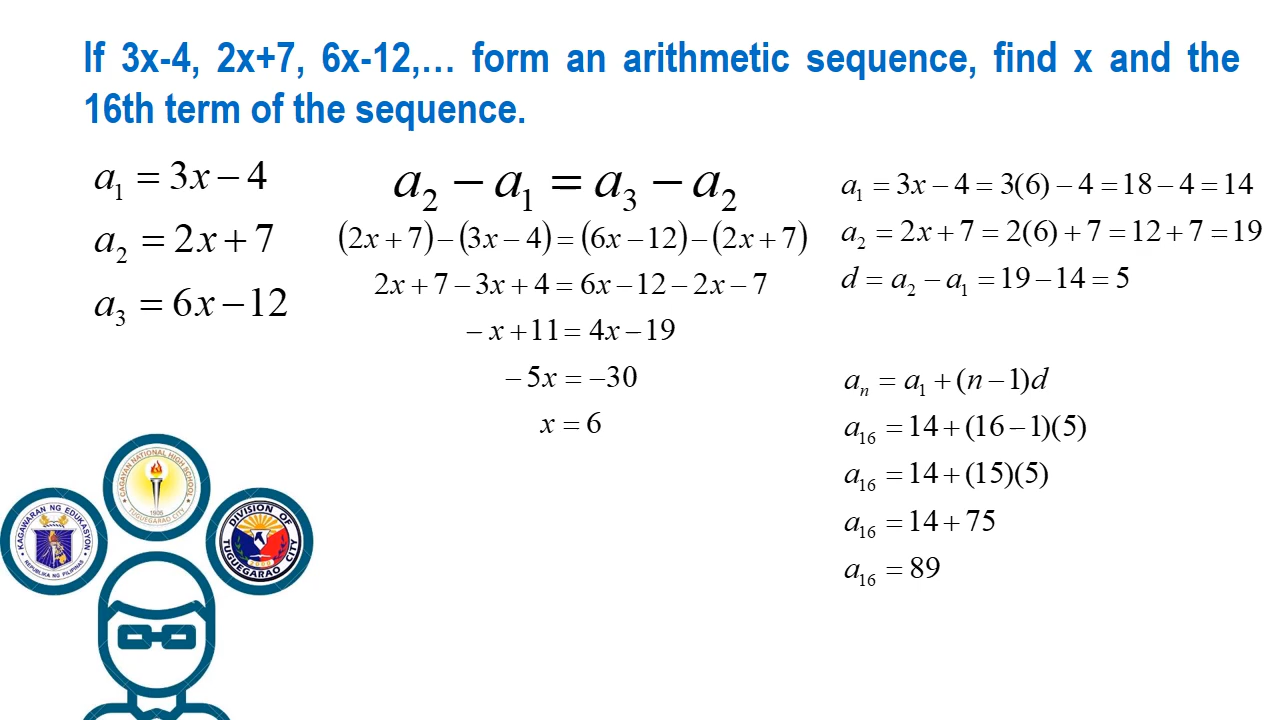 If 3x-4, 2x+7, 6x-12,… form an arithmetic sequence, find x and the
16th term of the sequence.
a₁ = 3x − 4
a₂ = 2x + 7
a₃ = 6x − 12
a₂ − a₁ = a₃ − a₂
(2x + 7) − (3x − 4) = (6x − 12) − (2x + 7)
2x + 7 − 3x + 4 = 6x − 12 − 2x − 7
− x + 11 = 4x − 19
− 5x = −30
x = 6
a₁ = 3x − 4 = 3(6) − 4 = 18 − 4 = 14
a₂ = 2x + 7 = 2(6) + 7 = 12 + 7 = 19
d = a₂ − a₁ = 19 − 14 = 5
aₙ = a₁ + (n − 1)d
a₁₆ = 14 + (16 − 1)(5)
a₁₆ = 14 + (15)(5)
a₁₆ = 14 + 75
a₁₆ = 89
CAGAYAN NATIONAL HIGH SCHOOL
TUGUEGARAO CITY
KAGAWARAN NG EDUKASYON
REPUBLIKA NG PILIPINAS
DIVISION OF
TUGUEGARAO CITY